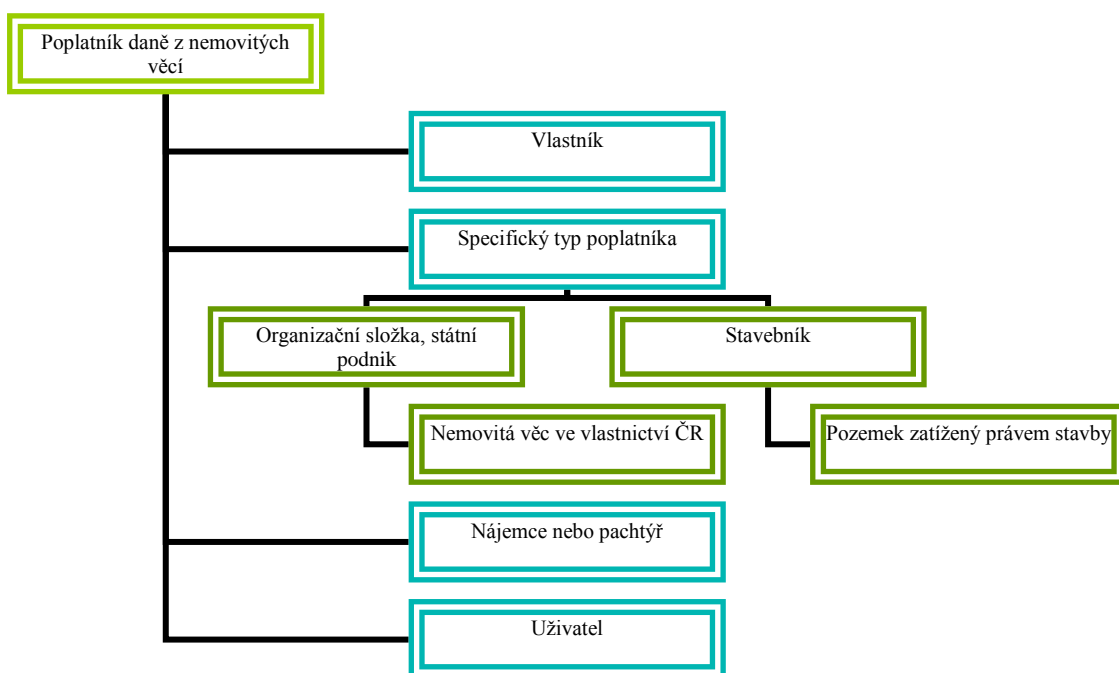 Poplatník daně z nemovitých
věcí
Vlastník
Specifický typ poplatníka
Organizační složka, státní
podnik
Stavebník
Nemovitá věc ve vlastnictví ČR
Pozemek zatížený právem stavby
Nájemce nebo pachtýř
Uživatel